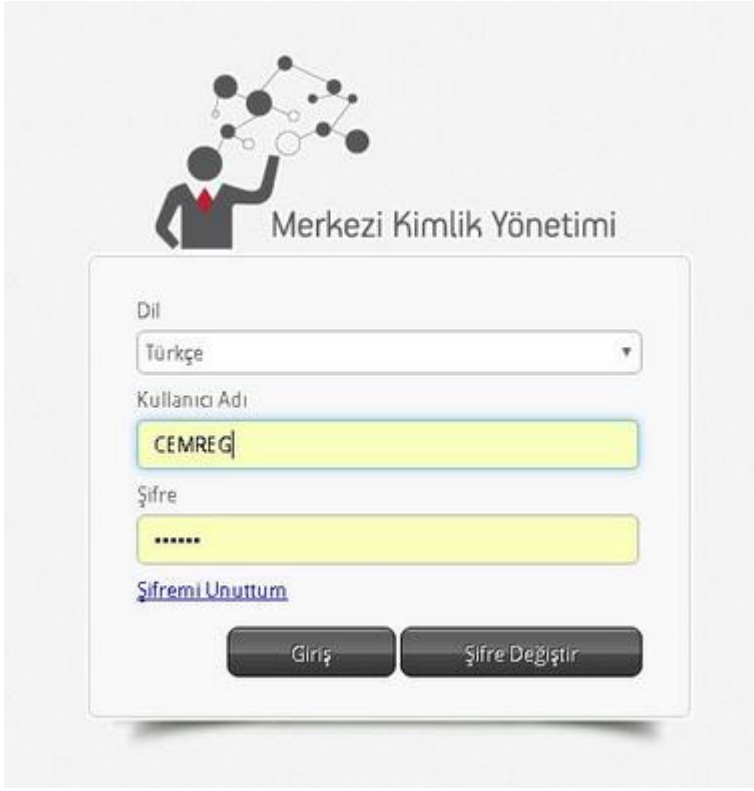 Merkezi Kimlik Yönetimi
Dil
Türkçe
Kullanıcı Adı
CEMREG
Şifre
••••••
Şifremi Unuttum
Giriş Şifre Değiştir